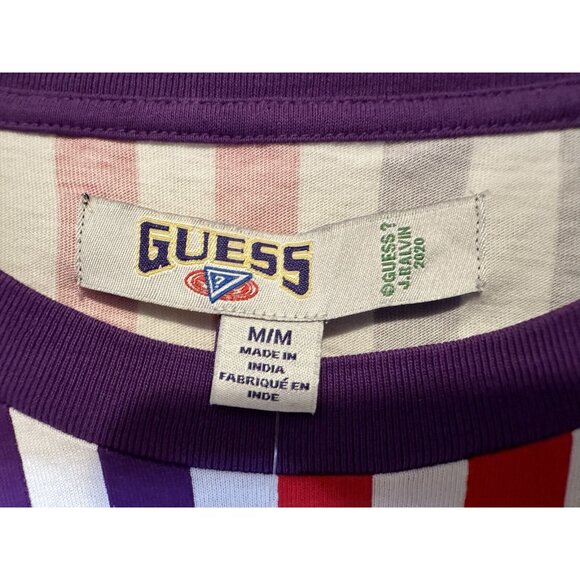 GUESS
?
©GUESS ?
J.BALVIN
2020
M/M
MADE IN
INDIA
FABRIQUÉ EN
INDE